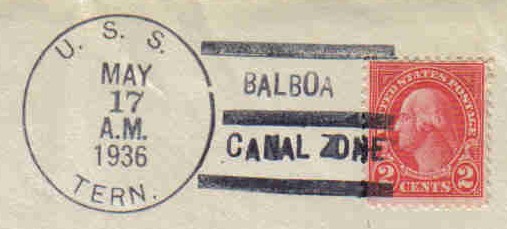 U. S. S.
MAY
17
A.M.
1936
TERN.
BALBOA
CANAL ZONE
UNITED STATES POSTAGE
2 CENTS 2